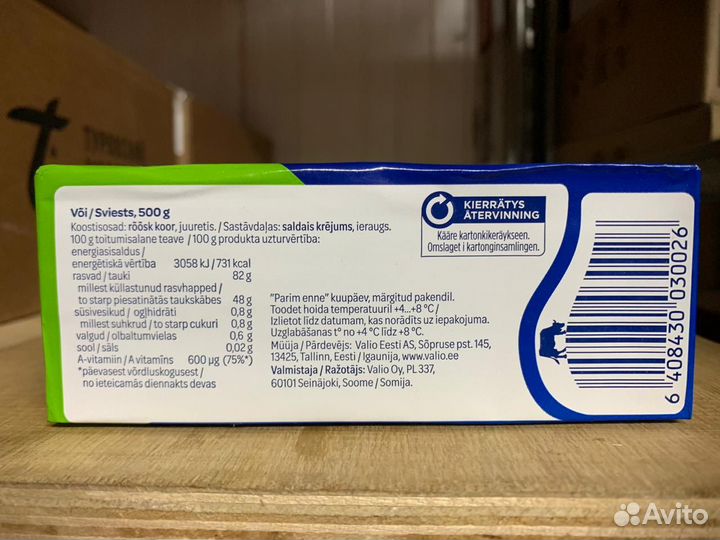 Või / Sviests, 500 g
Koostisosad: rõõsk koor, juuretis. / Sastāvdaļas: saldais krējums, ieraugs.
100 g toitumisalane teave / 100 g produkta uzturvērtība:
energiasisaldus /
enerģētiskā vērtība 3058 kJ / 731 kcal
rasvad / tauki 82 g
millest küllastunud rasvhapped /
to starp piesātinātās taukskābes 48 g
süsivesikud / ogļhidrāti 0,8 g
millest suhkrud / to starp cukuri 0,8 g
valgud / olbaltumvielas 0,6 g
sool / sāls 0,02 g
A-vitamiin / A vitamīns 600 µg (75%*)
*päevasest võrdluskogusest /
no ieteicamās diennakts devas
"Parim enne" kuupäev, märgitud pakendil.
Toodet hoida temperatuuril +4...+8 °C /
Izlietot līdz datumam, kas norādīts uz iepakojuma.
Uzglabāšanas t° no +4 °C līdz +8 °C.
Müüja / Pārdevējs: Valio Eesti AS, Sõpruse pst. 145,
13425, Tallinn, Eesti / Igaunija, www.valio.ee
Valmistaja / Ražotājs: Valio Oy, PL 337,
60101 Seinäjoki, Soome / Somija.
KIERRÄTYS
ÅTERVINNING
Kääre kartonkikeräykseen.
Omslaget i kartonginsamlingen.
6 408430 030026
Avito